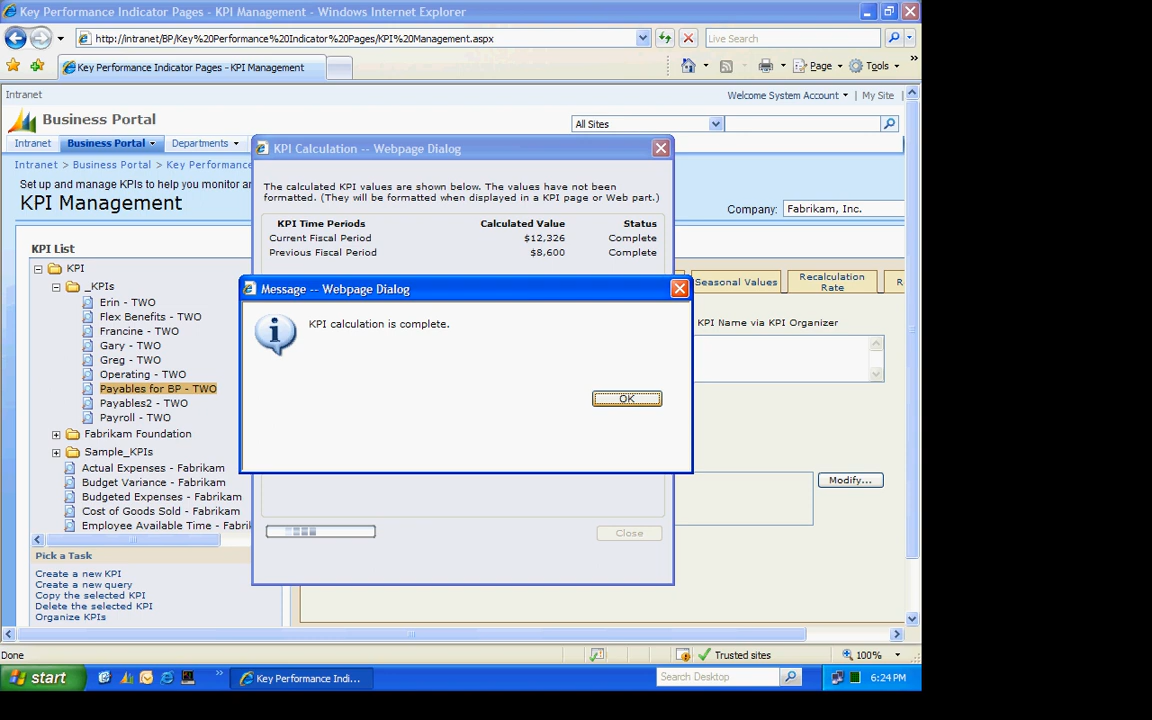 Key Performance Indicator Pages - KPI Management - Windows Internet Explorer
http://intranet/BP/Key%20Performance%20Indicator%20Pages/KPI%20Management.aspx
Live Search
Key Performance Indicator Pages - KPI Management
Page
Tools
Intranet
Welcome System Account | My Site |
Business Portal
All Sites
Intranet Business Portal Departments
Intranet > Business Portal > Key Performance
Set up and manage KPIs to help you monitor an
KPI Management
Company: Fabrikam, Inc.
KPI Calculation -- Webpage Dialog
The calculated KPI values are shown below. The values have not been
formatted. (They will be formatted when displayed in a KPI page or Web part.)
KPI Time Periods Calculated Value Status
Current Fiscal Period $12,326 Complete
Previous Fiscal Period $8,600 Complete
KPI List
KPI
_KPIs
Erin - TWO
Flex Benefits - TWO
Francine - TWO
Gary - TWO
Greg - TWO
Operating - TWO
Payables for BP - TWO
Payables2 - TWO
Payroll - TWO
Fabrikam Foundation
Sample_KPIs
Actual Expenses - Fabrikam
Budget Variance - Fabrikam
Budgeted Expenses - Fabrikam
Cost of Goods Sold - Fabrikam
Employee Available Time - Fabri
Seasonal Values
Recalculation
Rate
R
KPI Name via KPI Organizer
Message -- Webpage Dialog
KPI calculation is complete.
OK
Modify...
Close
Pick a Task
Create a new KPI
Create a new query
Copy the selected KPI
Delete the selected KPI
Organize KPIs
Done
Trusted sites
100%
start
Key Performance Indi...
Search Desktop
6:24 PM